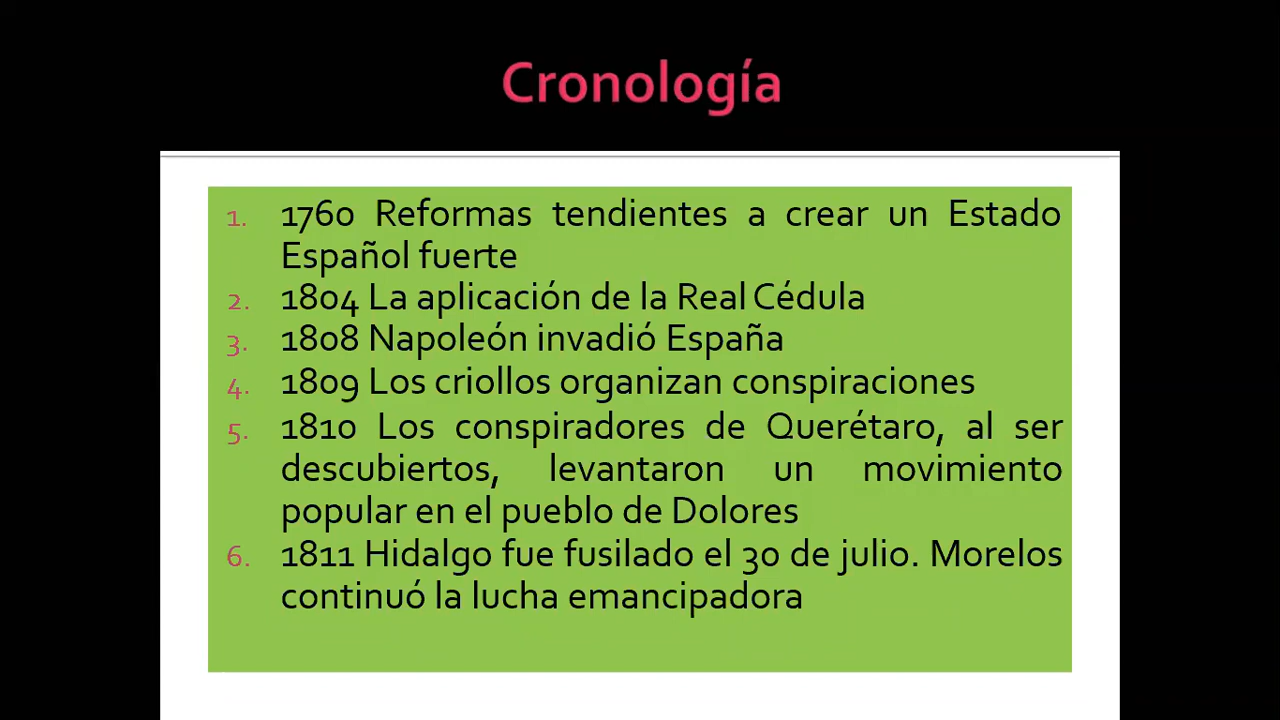 Cronología
1. 1760 Reformas tendientes a crear un Estado
Español fuerte
2. 1804 La aplicación de la Real Cédula
3. 1808 Napoleón invadió España
4. 1809 Los criollos organizan conspiraciones
5. 1810 Los conspiradores de Querétaro, al ser
descubiertos, levantaron un movimiento
popular en el pueblo de Dolores
6. 1811 Hidalgo fue fusilado el 30 de julio. Morelos
continuó la lucha emancipadora